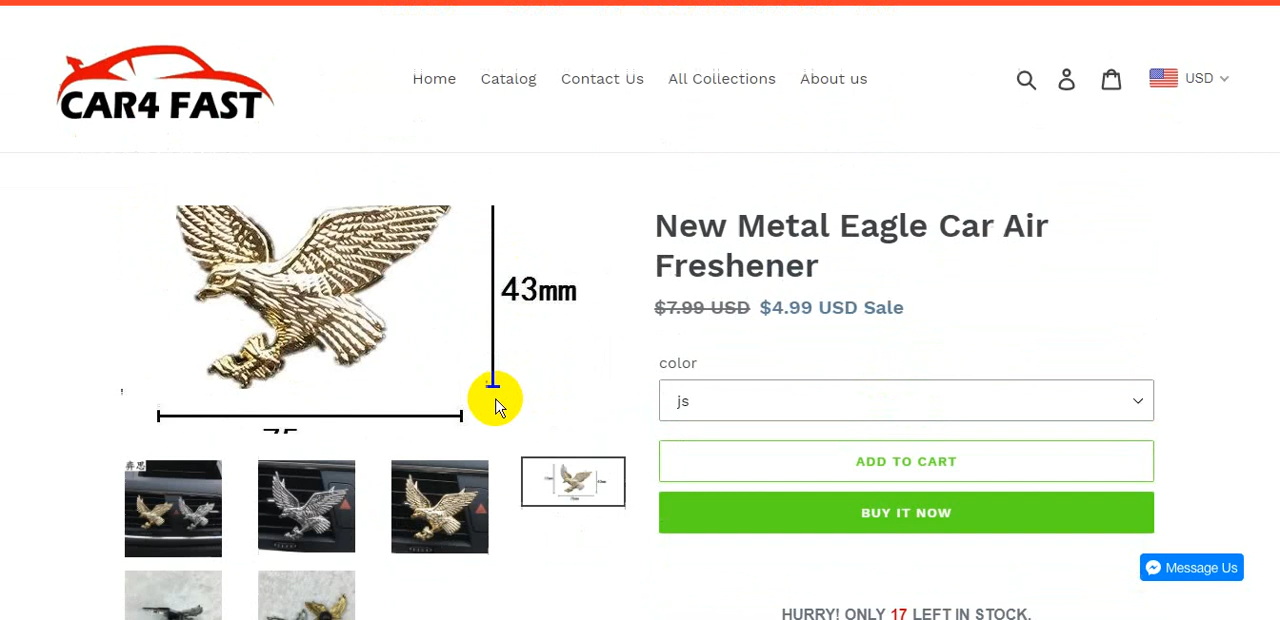 CAR4 FAST
Home
Catalog
Contact Us
All Collections
About us
USD
43mm
New Metal Eagle Car Air
Freshener
$7.99 USD $4.99 USD Sale
color
js
ADD TO CART
BUY IT NOW
Message Us
HURRY! ONLY 17 LEFT IN STOCK.